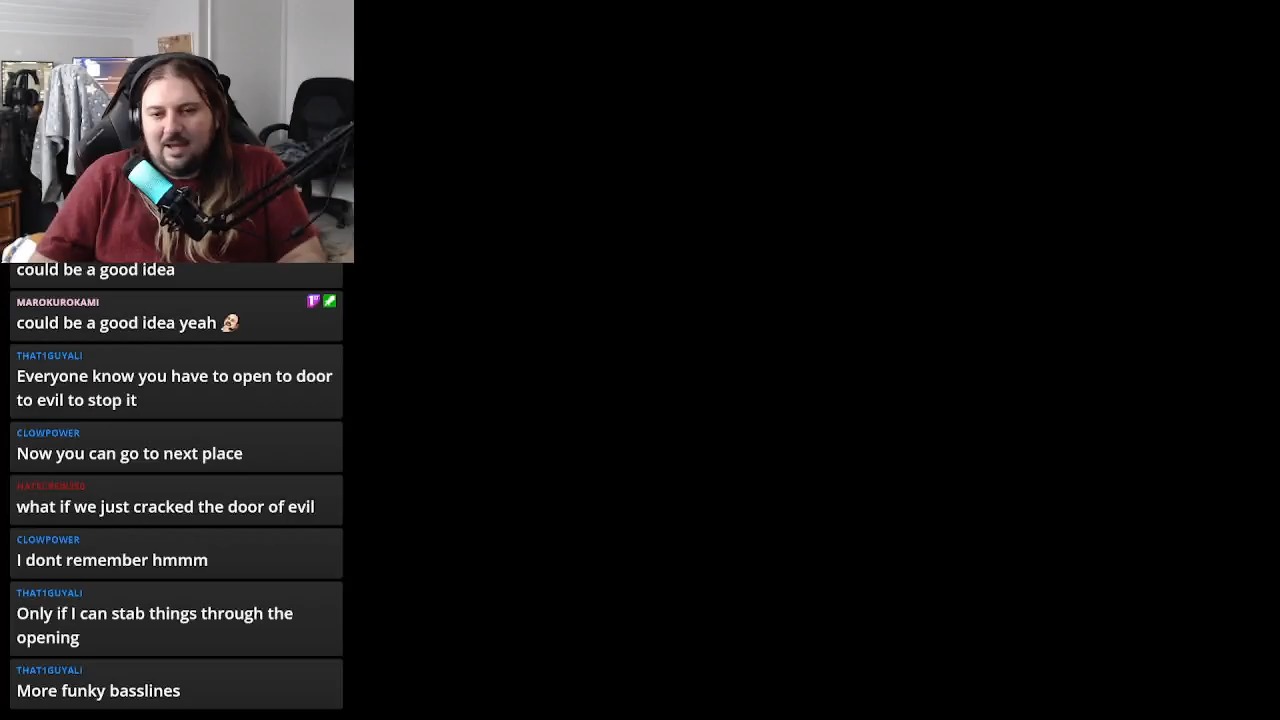 could be a good idea
MAROKUROKAMI
could be a good idea yeah
THAT1GUYALI
Everyone know you have to open to door
to evil to stop it
CLOWPOWER
Now you can go to next place
what if we just cracked the door of evil
CLOWPOWER
I dont remember hmmm
THAT1GUYALI
Only if I can stab things through the
opening
THAT1GUYALI
More funky basslines